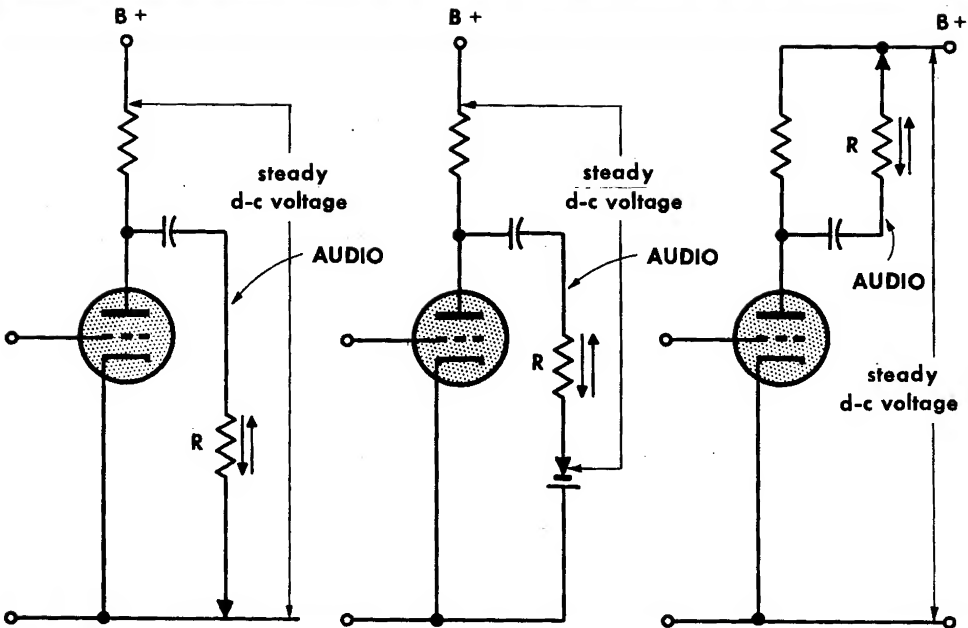 B +
steady
d-c voltage
AUDIO
R
B +
steady
d-c voltage
AUDIO
R
B +
R
AUDIO
steady
d-c voltage